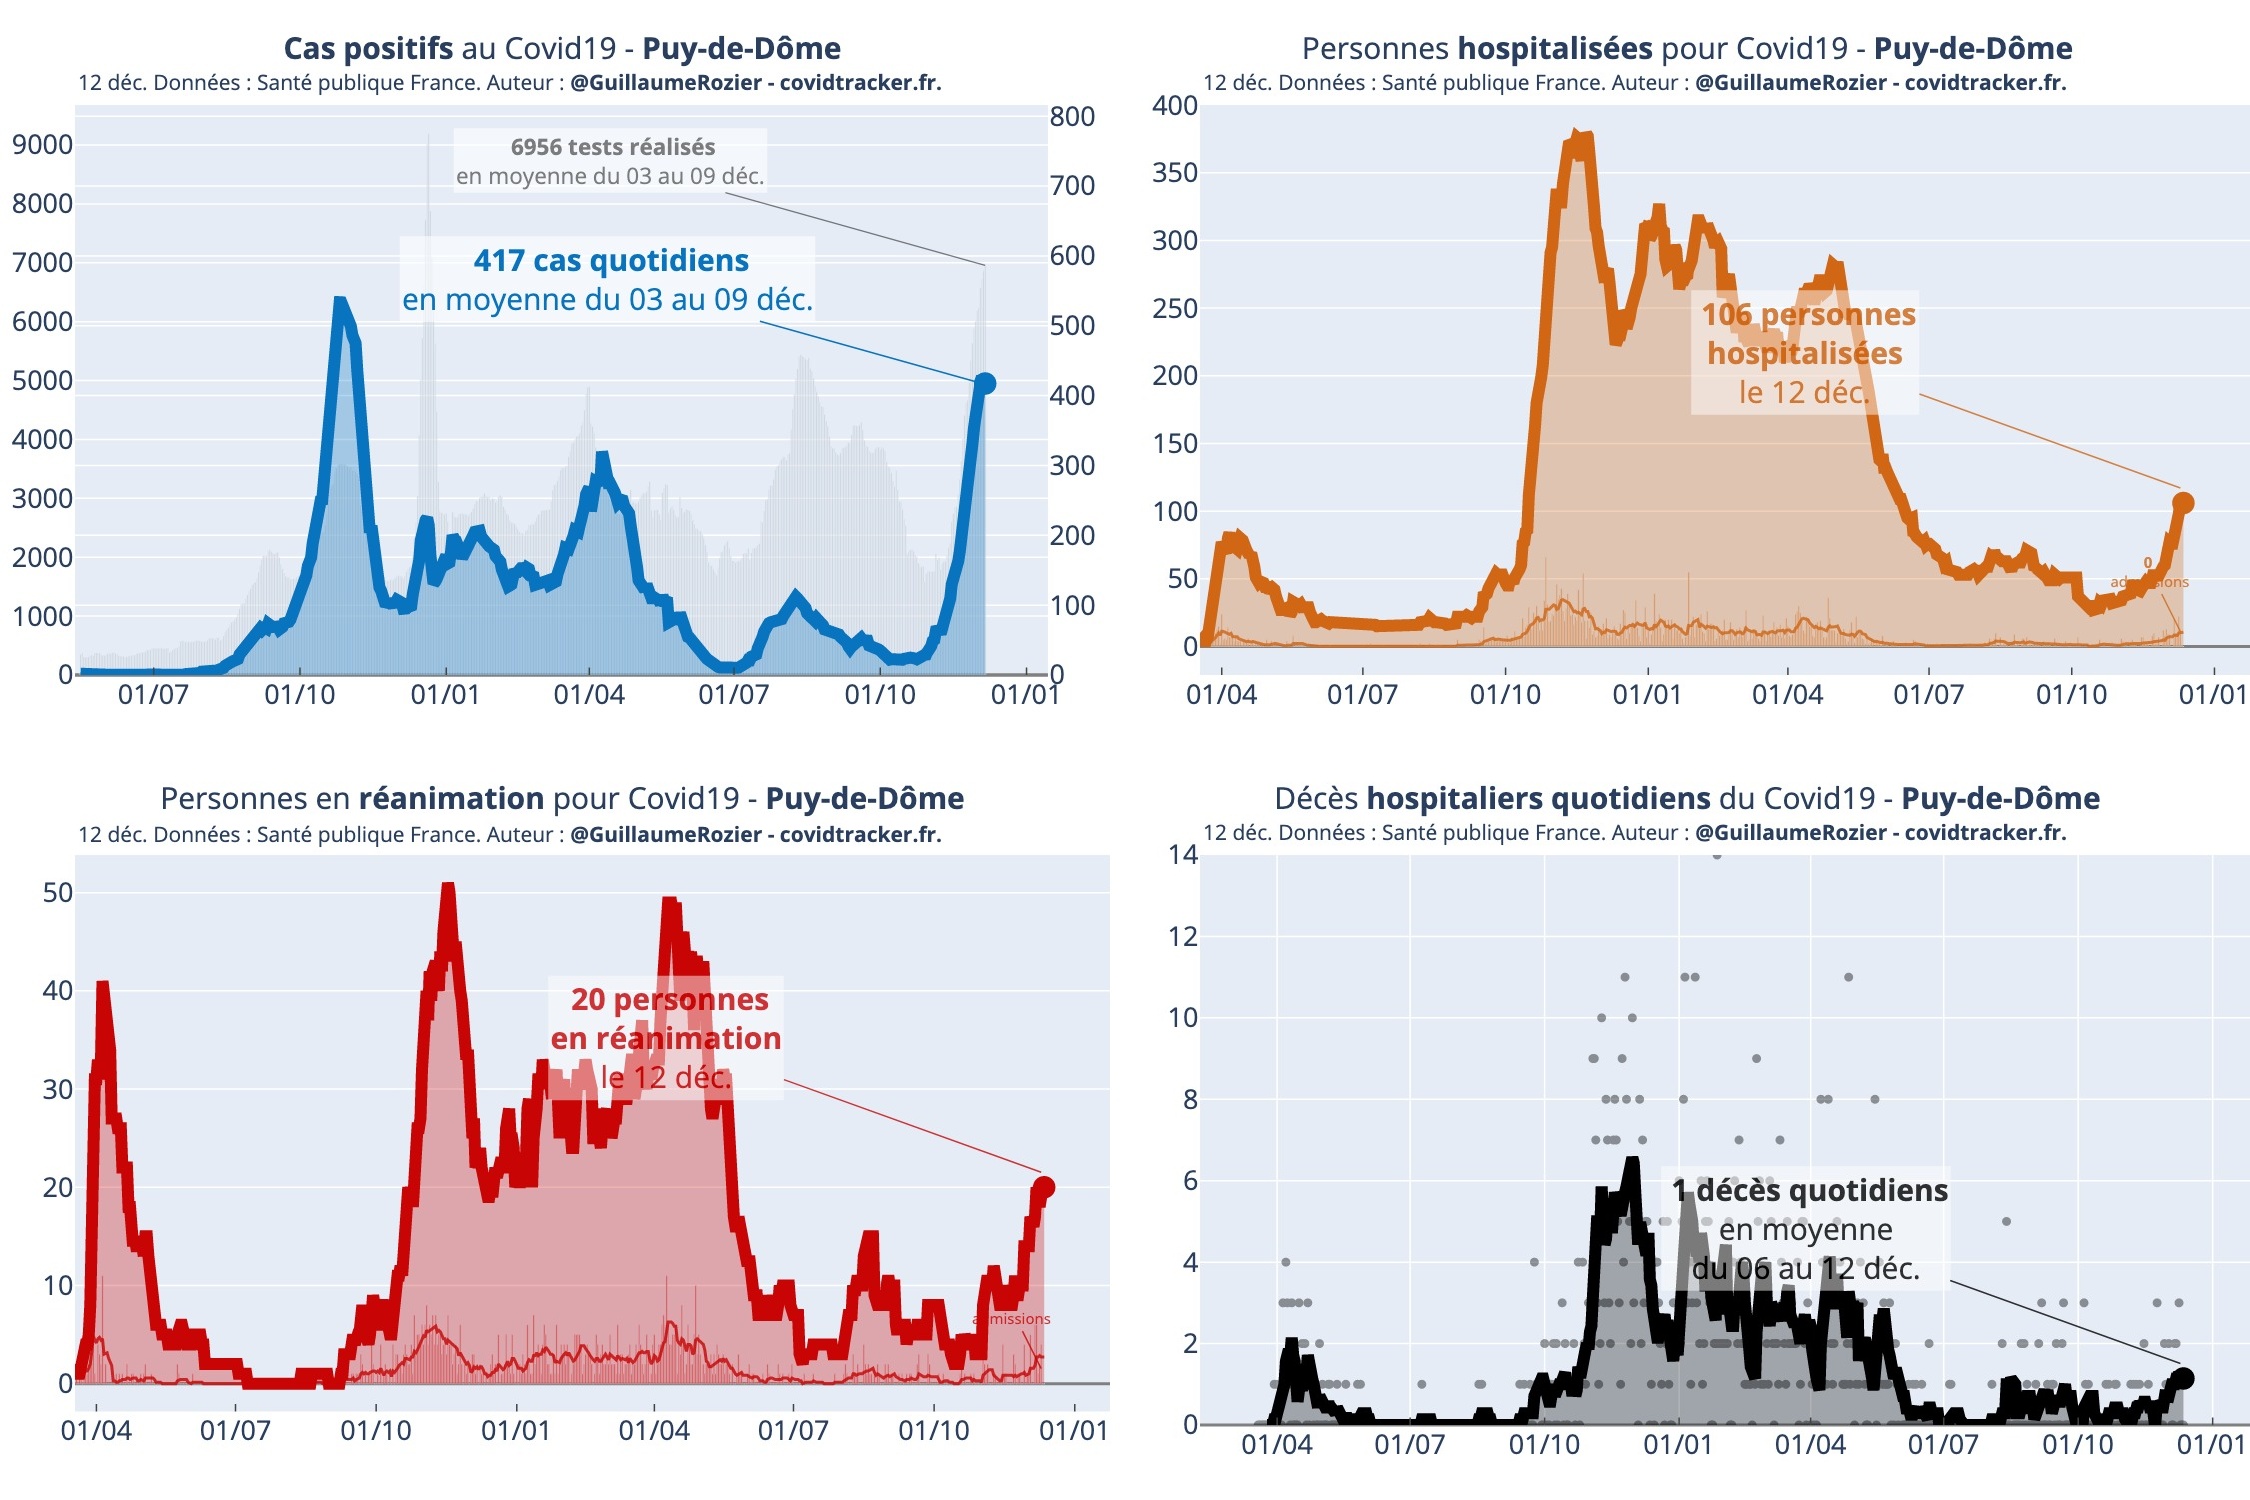 Cas positifs au Covid19 - Puy-de-Dôme
12 déc. Données : Santé publique France. Auteur : @GuillaumeRozier - covidtracker.fr.
9000
8000
7000
6000
5000
4000
3000
2000
1000
0
800
700
600
500
400
300
200
100
0
6956 tests réalisés
en moyenne du 03 au 09 déc.
417 cas quotidiens
en moyenne du 03 au 09 déc.
01/07 01/10 01/01 01/04 01/07 01/10 01/01
Personnes hospitalisées pour Covid19 - Puy-de-Dôme
12 déc. Données : Santé publique France. Auteur : @GuillaumeRozier - covidtracker.fr.
400
350
300
250
200
150
100
50
0
106 personnes
hospitalisées
le 12 déc.
0
admissions
01/04 01/07 01/10 01/01 01/04 01/07 01/10 01/01
Personnes en réanimation pour Covid19 - Puy-de-Dôme
12 déc. Données : Santé publique France. Auteur : @GuillaumeRozier - covidtracker.fr.
50
40
30
20
10
0
20 personnes
en réanimation
le 12 déc.
admissions
01/04 01/07 01/10 01/01 01/04 01/07 01/10 01/01
Décès hospitaliers quotidiens du Covid19 - Puy-de-Dôme
12 déc. Données : Santé publique France. Auteur : @GuillaumeRozier - covidtracker.fr.
14
12
10
8
6
4
2
0
1 décès quotidiens
en moyenne
du 06 au 12 déc.
01/04 01/07 01/10 01/01 01/04 01/07 01/10 01/01